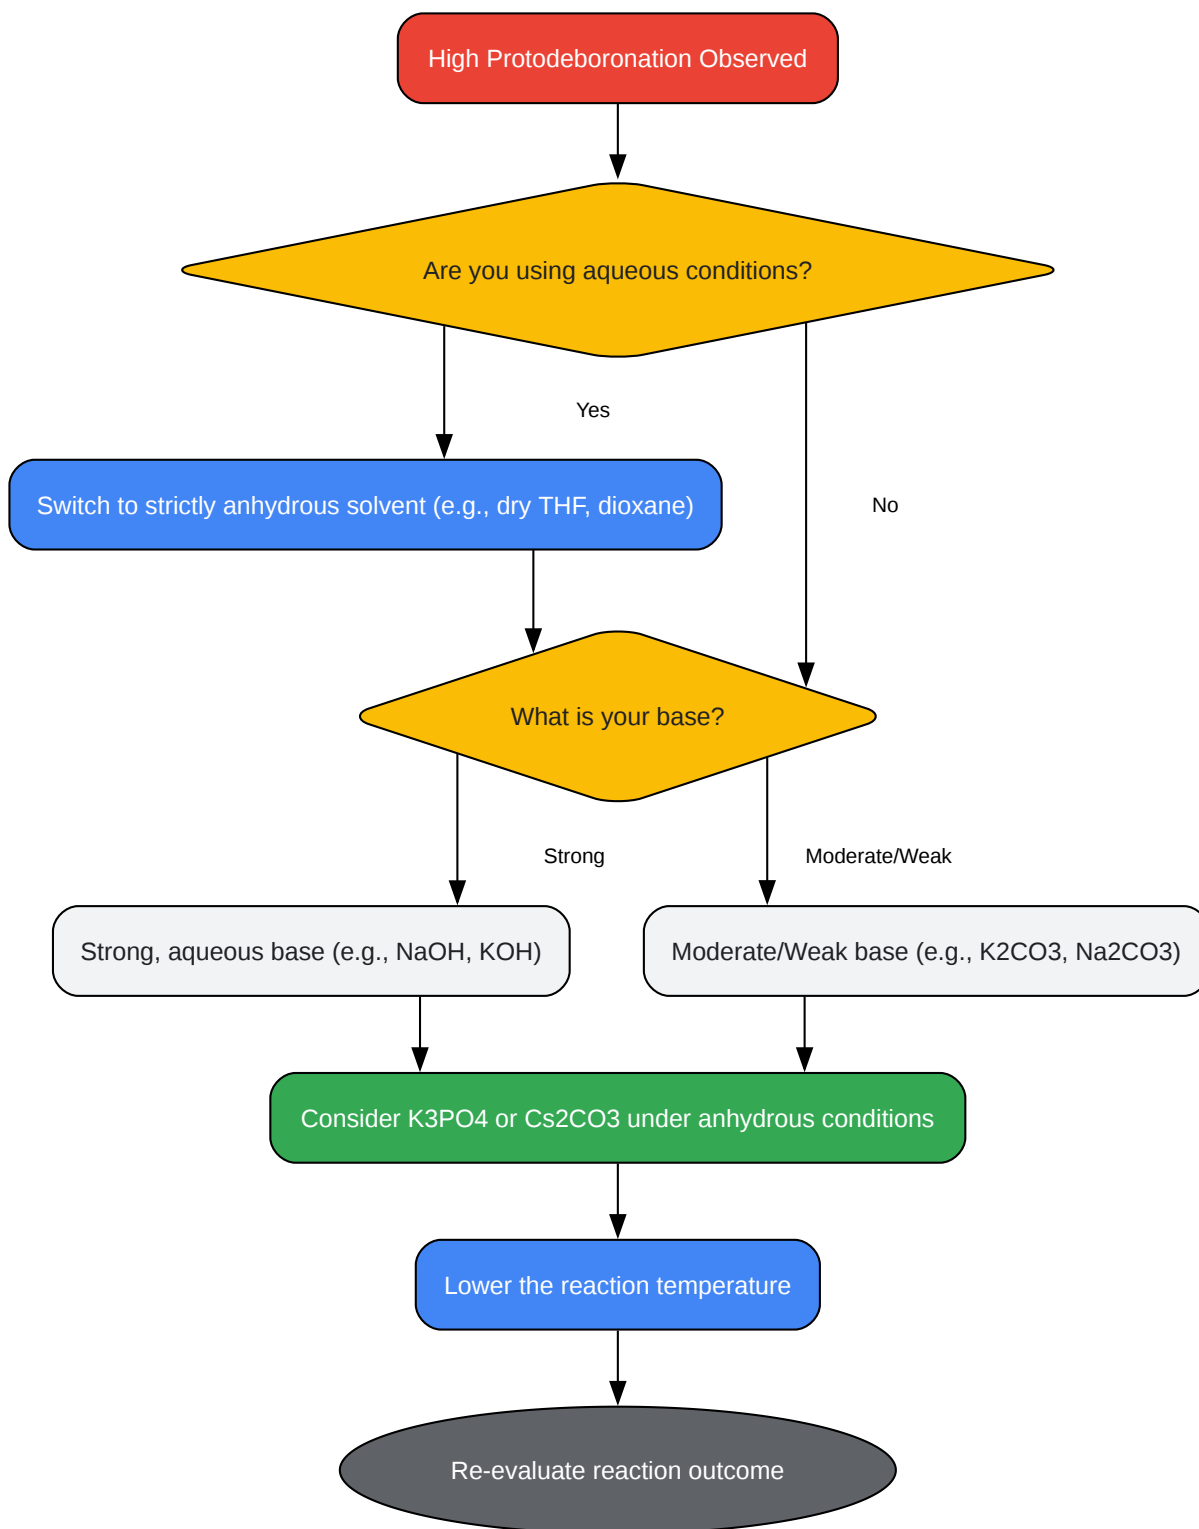 High Protodeboronation Observed
Are you using aqueous conditions?
Yes
Switch to strictly anhydrous solvent (e.g., dry THF, dioxane)
No
What is your base?
Strong
Moderate/Weak
Strong, aqueous base (e.g., NaOH, KOH)
Moderate/Weak base (e.g., K2CO3, Na2CO3)
Consider K3PO4 or Cs2CO3 under anhydrous conditions
Lower the reaction temperature
Re-evaluate reaction outcome